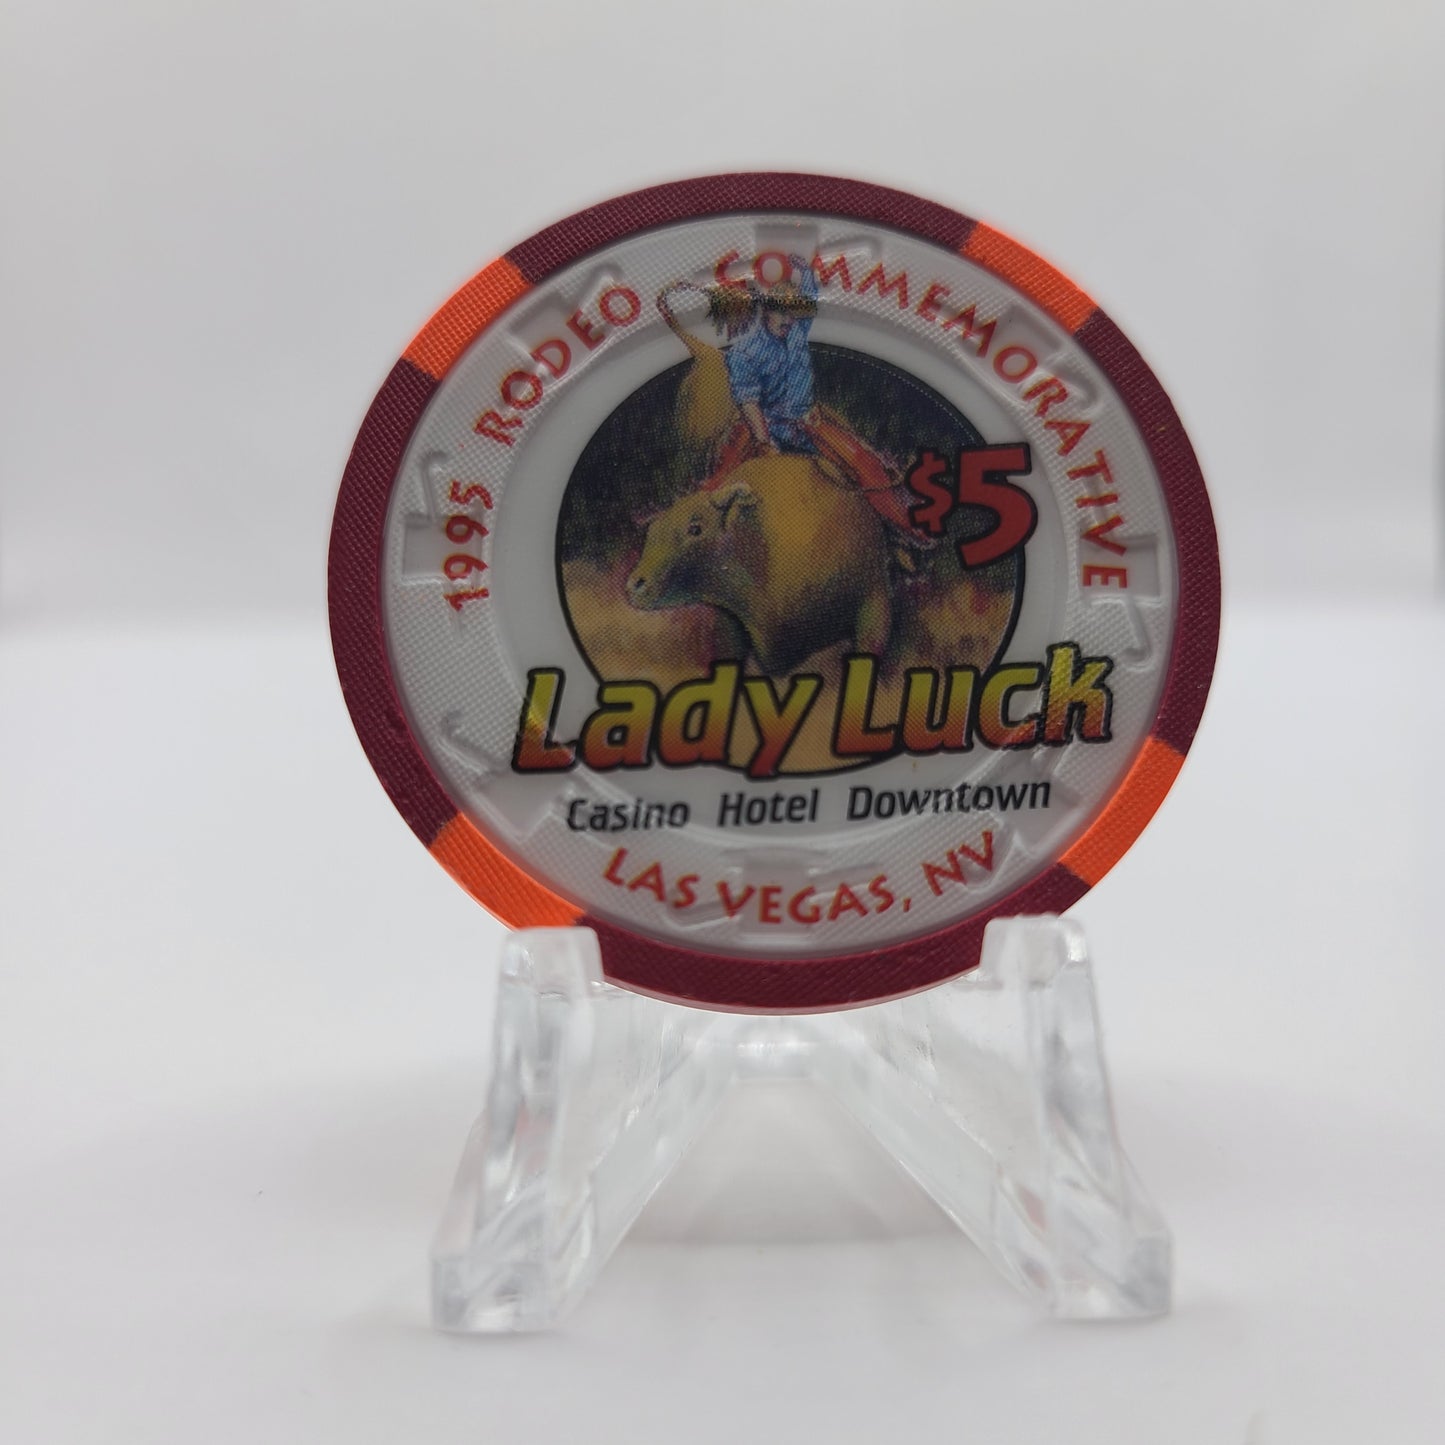 1995 RODEO COMMEMORATIVE
$5
Lady Luck
Casino Hotel Downtown
LAS VEGAS, NV